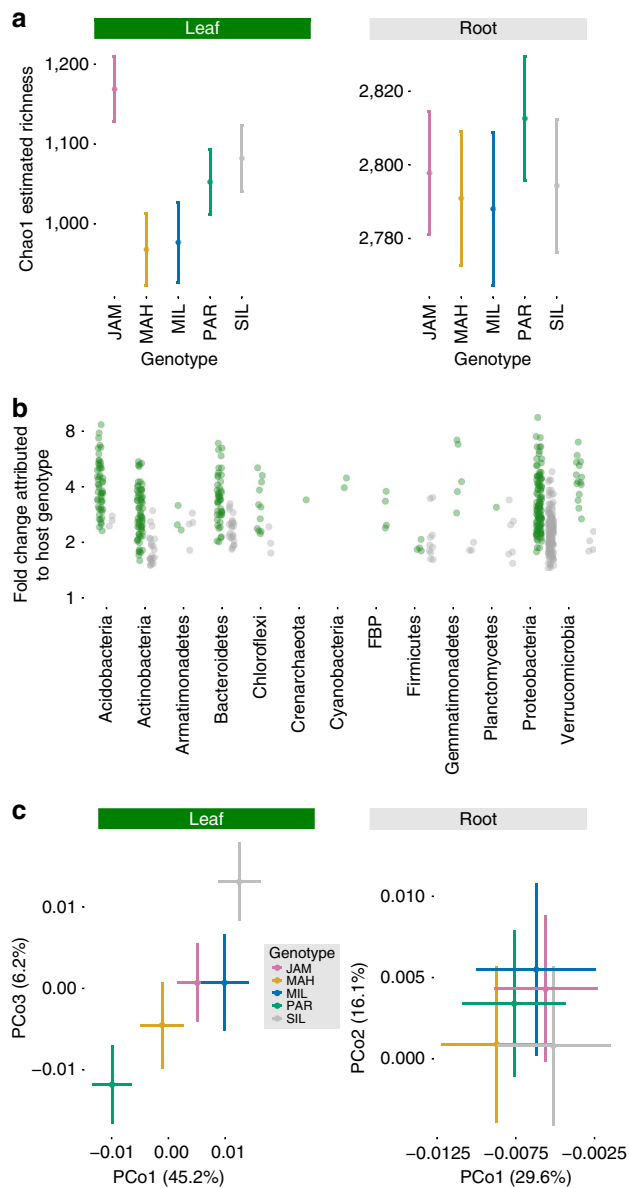 a
Leaf
Root
Chao1 estimated richness
1,200
1,100
1,000
2,820
2,800
2,780
JAM
MAH
MIL
PAR
SIL
JAM
MAH
MIL
PAR
SIL
Genotype
Genotype
b
Fold change attributed
to host genotype
8
4
2
1
Acidobacteria
Actinobacteria
Armatimonadetes
Bacteroidetes
Chloroflexi
Crenarchaeota
Cyanobacteria
FBP
Firmicutes
Gemmatimonadetes
Planctomycetes
Proteobacteria
Verrucomicrobia
c
Leaf
Root
PCo3 (6.2%)
0.01
0.00
−0.01
Genotype
JAM
MAH
MIL
PAR
SIL
PCo2 (16.1%)
0.010
0.005
0.000
−0.01
0.00
0.01
PCo1 (45.2%)
−0.0125
−0.0075
−0.0025
PCo1 (29.6%)